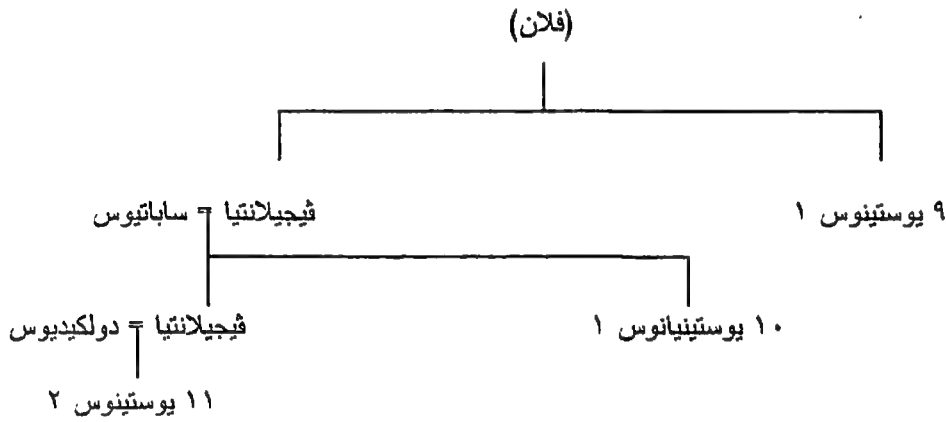 (فلان)
٩ يوستينوس ١
ڤيجيلانتيا = ساباتيوس
١٠ يوستينيانوس ١
ڤيجيلانتيا = دولكيديوس
١١ يوستينوس ٢